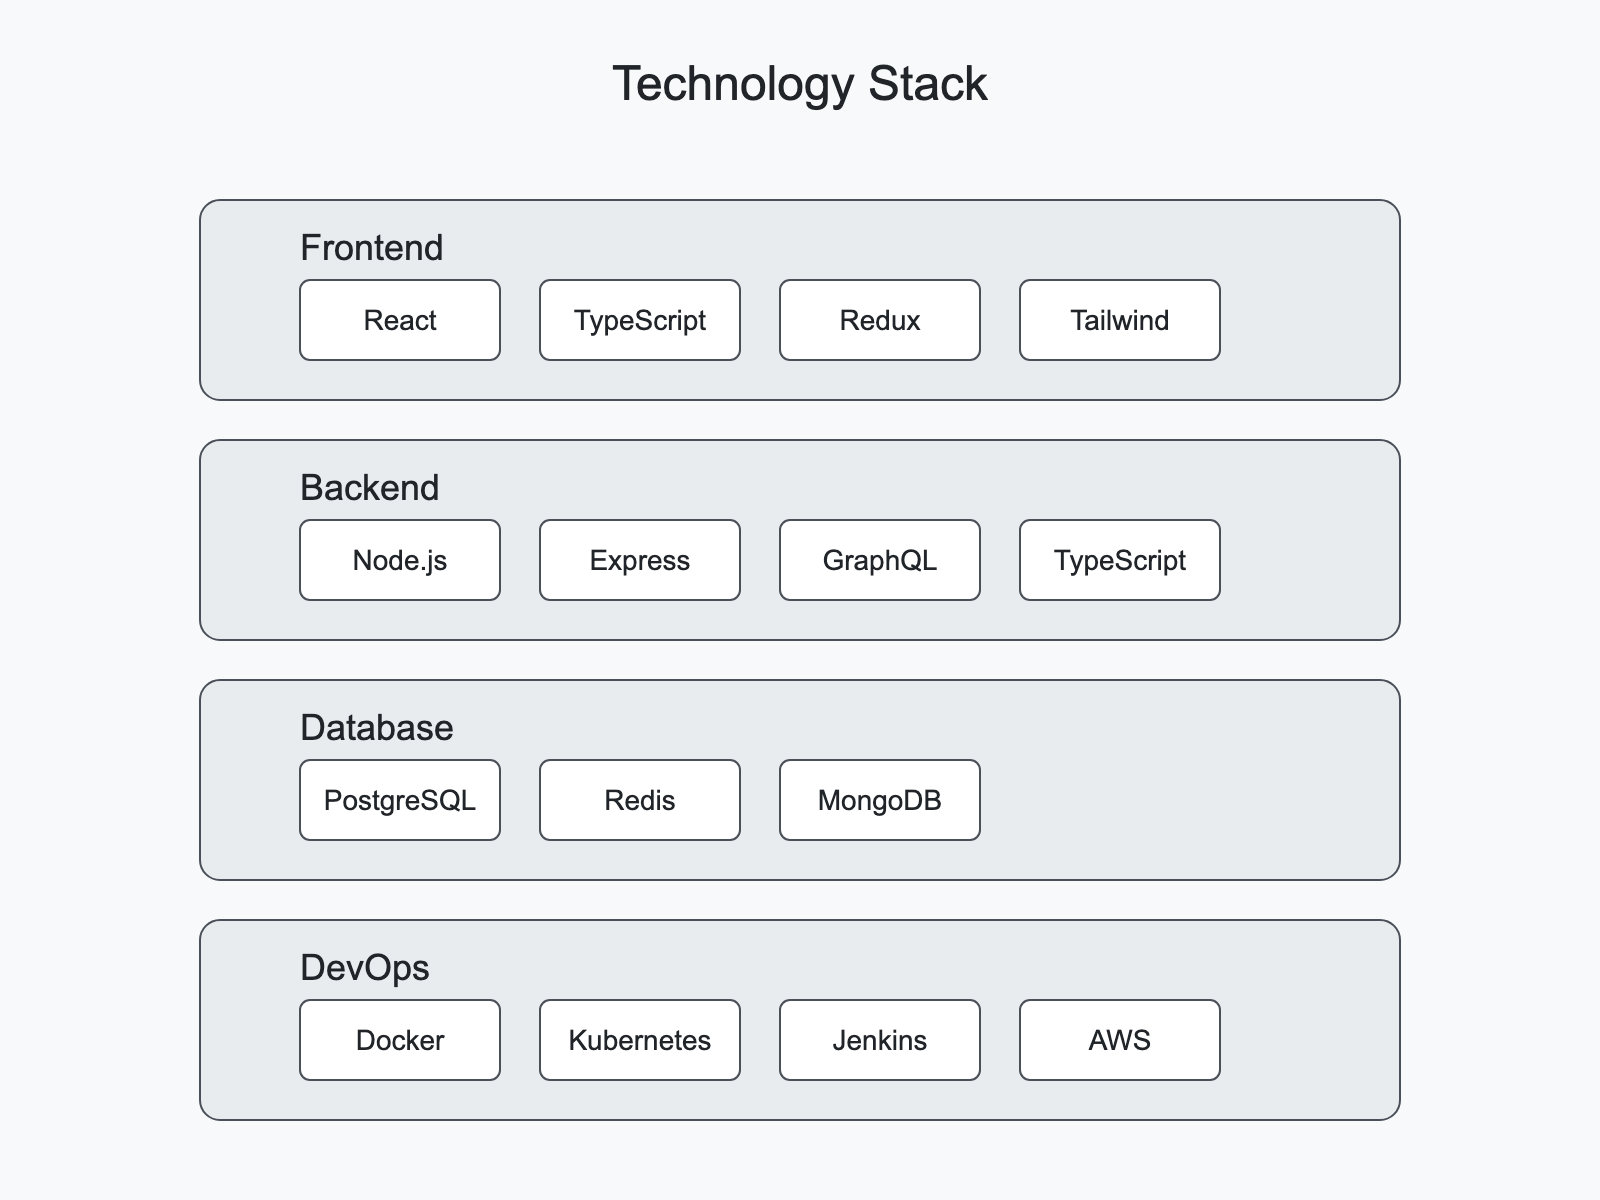 Technology Stack
Frontend
React TypeScript Redux Tailwind
Backend
Node.js Express GraphQL TypeScript
Database
PostgreSQL Redis MongoDB
DevOps
Docker Kubernetes Jenkins AWS